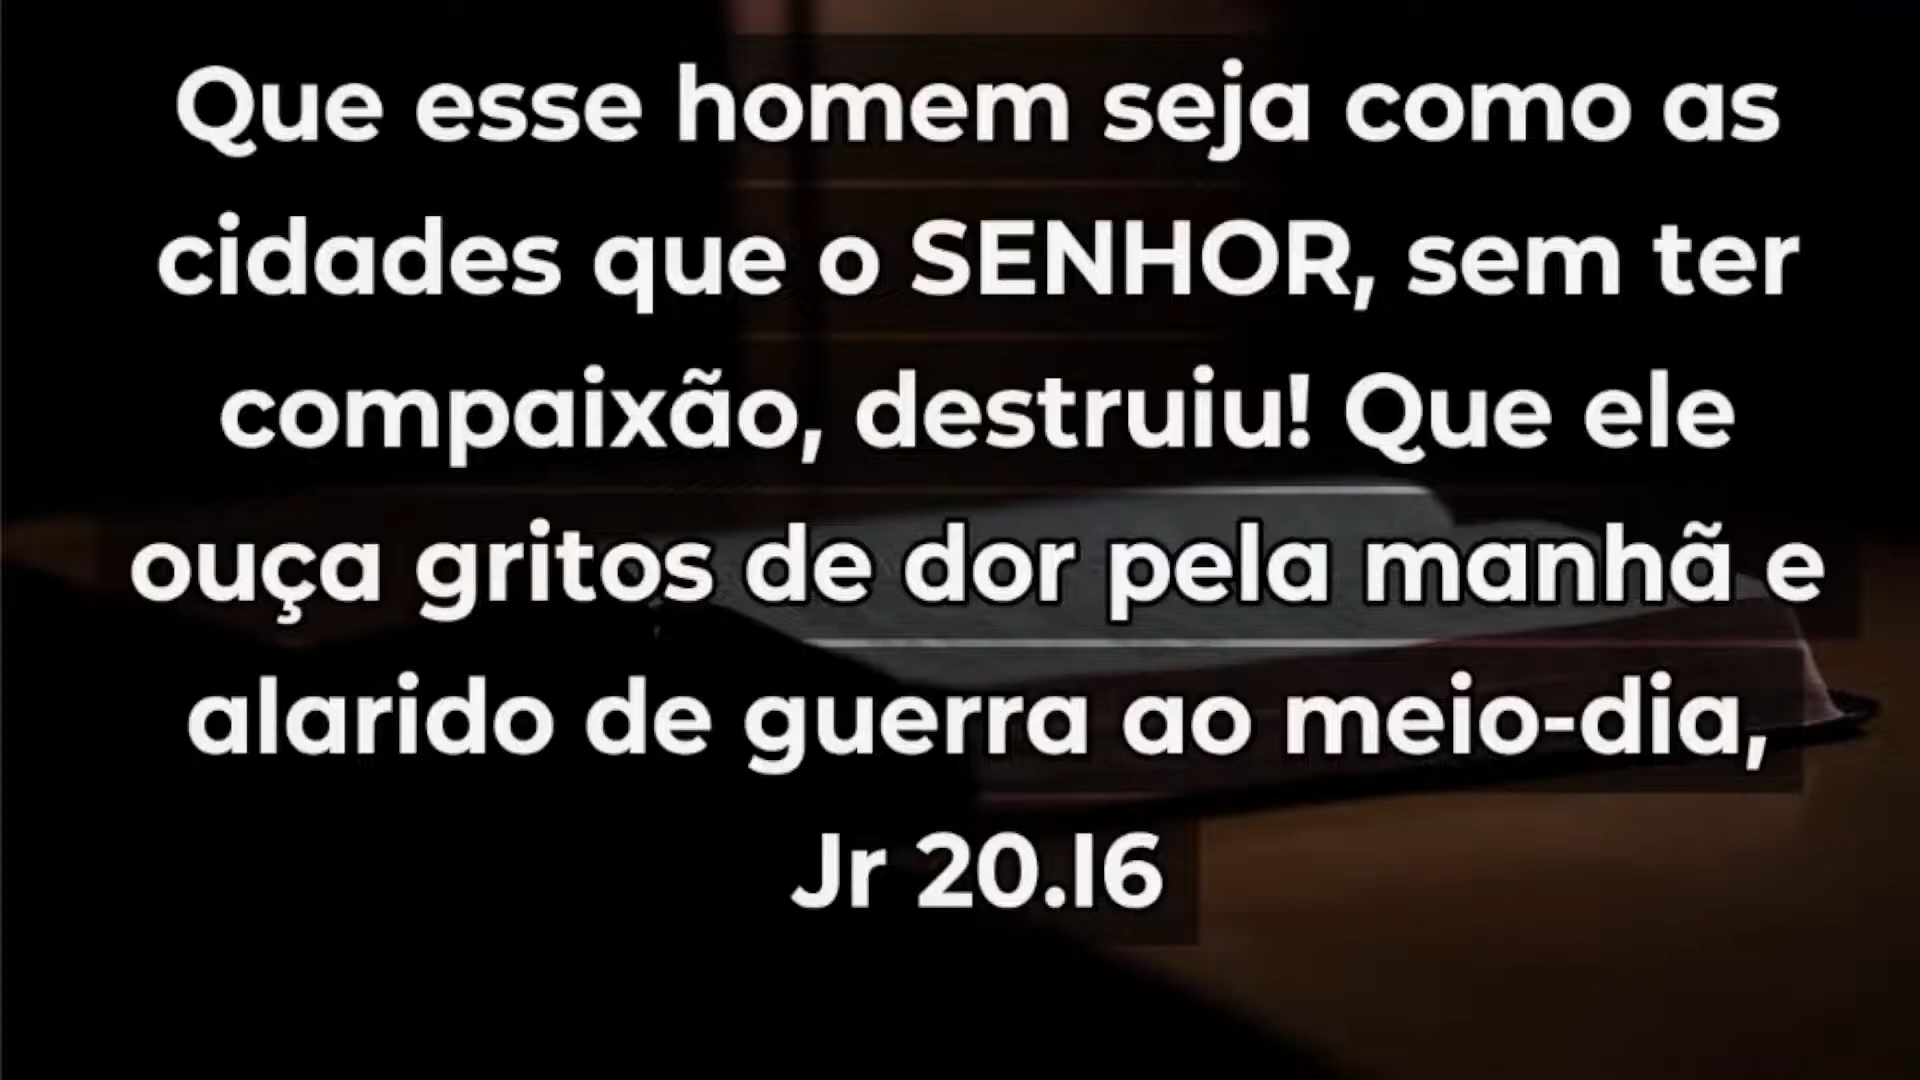 Que esse homem seja como as
cidades que o SENHOR, sem ter
compaixão, destruiu! Que ele
ouça gritos de dor pela manhã e
alarido de guerra ao meio-dia,
Jr 20.16